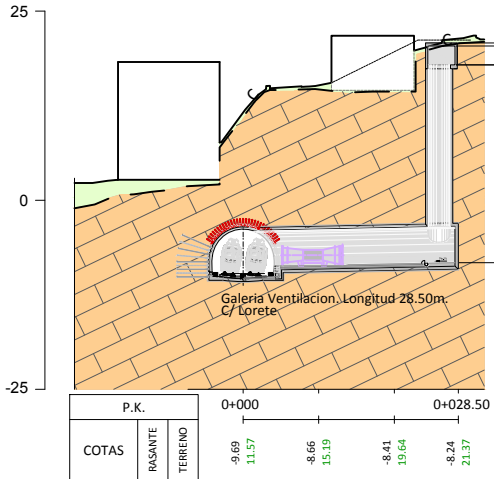 25
0
-25
Galeria Ventilacion. Longitud 28.50m.
C/ Lorete
P.K. 0+000 0+028.50
COTAS RASANTE TERRENO
-9.69 -8.66 -8.41 -8.24
11.57 15.19 19.64 21.37